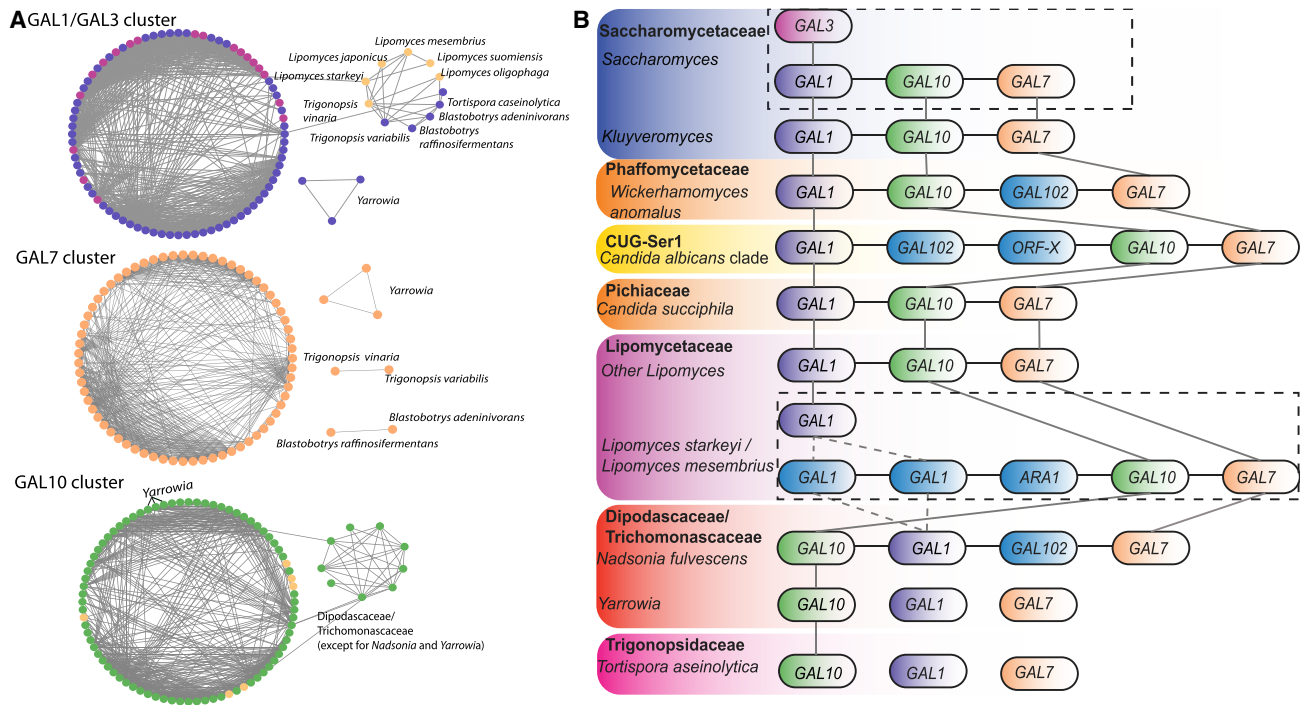 A
GAL1/GAL3 cluster
Lipomyces mesembrius
Lipomyces japonicus
Lipomyces suomiensis
Lipomyces starkeyi
Lipomyces oligophaga
Trigonopsis
vinaria
Tortispora caseinolytica
Blastobotrys adeninivorans
Trigonopsis variabilis
Blastobotrys
raffinosifermentans
Yarrowia
GAL7 cluster
Yarrowia
Trigonopsis vinaria
Trigonopsis variabilis
Blastobotrys adeninivorans
Blastobotrys raffinosifermentans
GAL10 cluster
Yarrowia
Dipodascaceae/
Trichomonascaceae
(except for Nadsonia and Yarrowia)
B
Saccharomycetaceae
GAL3
Saccharomyces
GAL1 GAL10 GAL7
Kluyveromyces
GAL1 GAL10 GAL7
Phaffomycetaceae
Wickerhamomyces
anomalus
GAL1 GAL10 GAL102 GAL7
CUG-Ser1
Candida albicans clade
GAL1 GAL102 ORF-X GAL10 GAL7
Pichiaceae
Candida succiphila
GAL1 GAL10 GAL7
Lipomycetaceae
Other Lipomyces
GAL1 GAL10 GAL7
GAL1
Lipomyces starkeyi /
Lipomyces mesembrius
GAL1 GAL1 ARA1 GAL10 GAL7
Dipodascaceae/
Trichomonascaceae
Nadsonia fulvescens
GAL10 GAL1 GAL102 GAL7
Yarrowia
GAL10 GAL1 GAL7
Trigonopsidaceae
Tortispora aseinolytica
GAL10 GAL1 GAL7